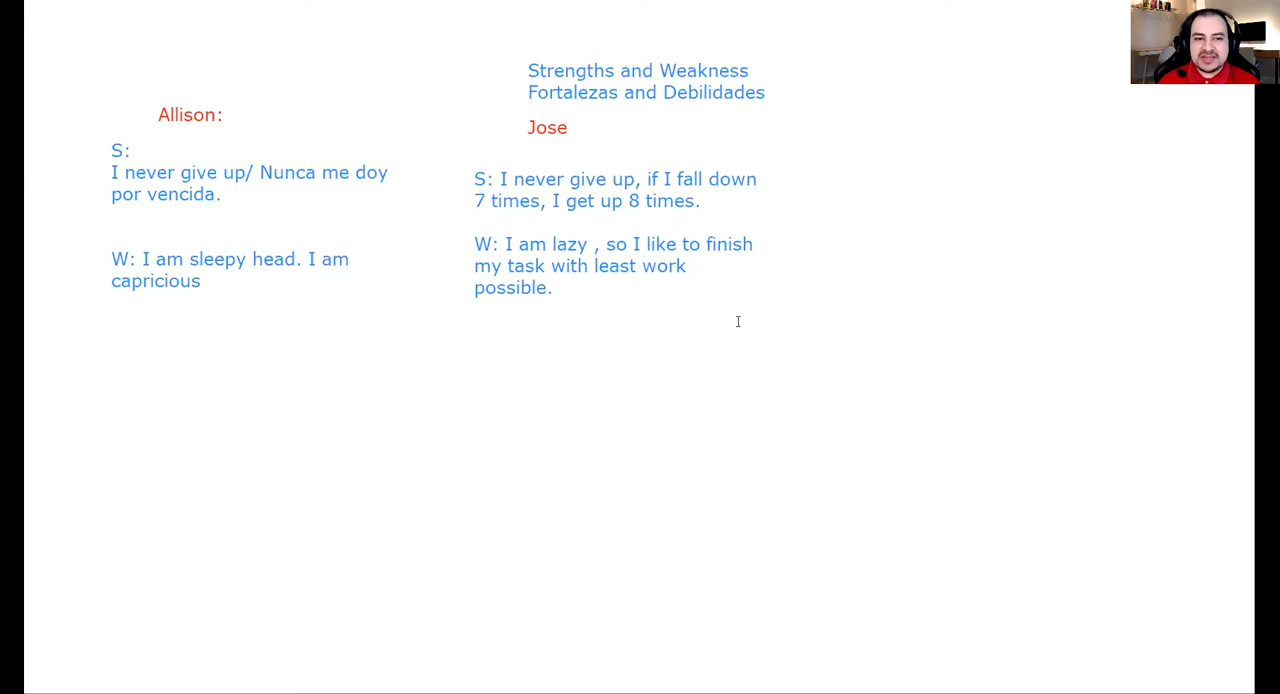 Strengths and Weakness
Fortalezas and Debilidades
Allison:
S:
I never give up/ Nunca me doy
por vencida.
W: I am sleepy head. I am
capricious
Jose
S: I never give up, if I fall down
7 times, I get up 8 times.
W: I am lazy , so I like to finish
my task with least work
possible.